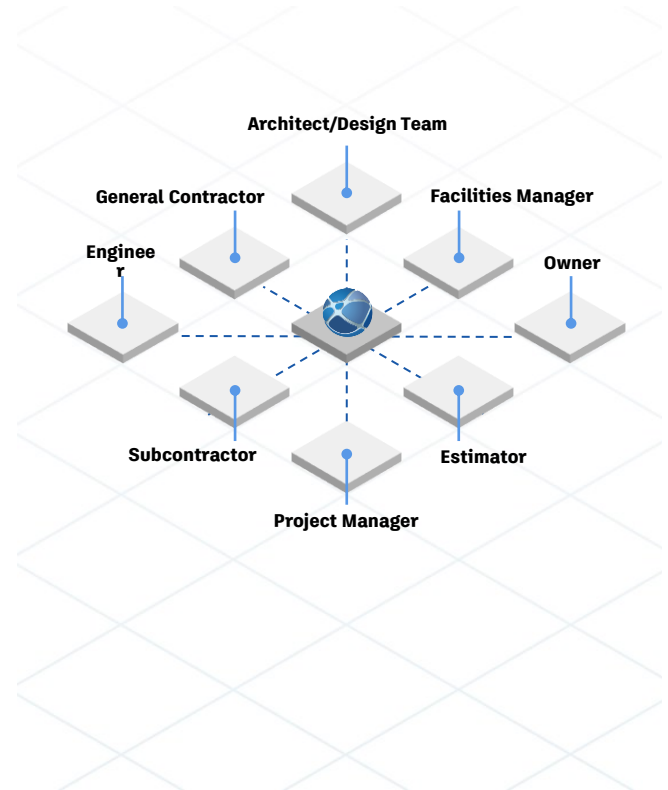 Architect/Design Team
General Contractor
Facilities Manager
Enginee
r
Owner
Subcontractor
Estimator
Project Manager